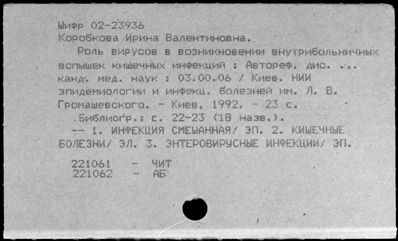 Шифр 02-23936
Коробкова Ирина Валентиновна.
Роль вирусов в возникновении внутрибольничных
вспышек кишечных инфекций : Автореф. дис. ...
канд. мед. наук : 03.00.06 / Киев. НИИ
эпидемиологии и инфекц. болезней им. Л. В.
Громашевского. - Киев, 1992. - 23 с.
Библиогр.: с. 22-23 (18 назв.).
-- 1. ИНФЕКЦИЯ СМЕШАННАЯ/ ЭП. 2. КИШЕЧНЫЕ
БОЛЕЗНИ/ ЭЛ. 3. ЭНТЕРОВИРУСНЫЕ ИНФЕКЦИИ/ ЭП.
221061 - ЧИТ
221062 - АБ